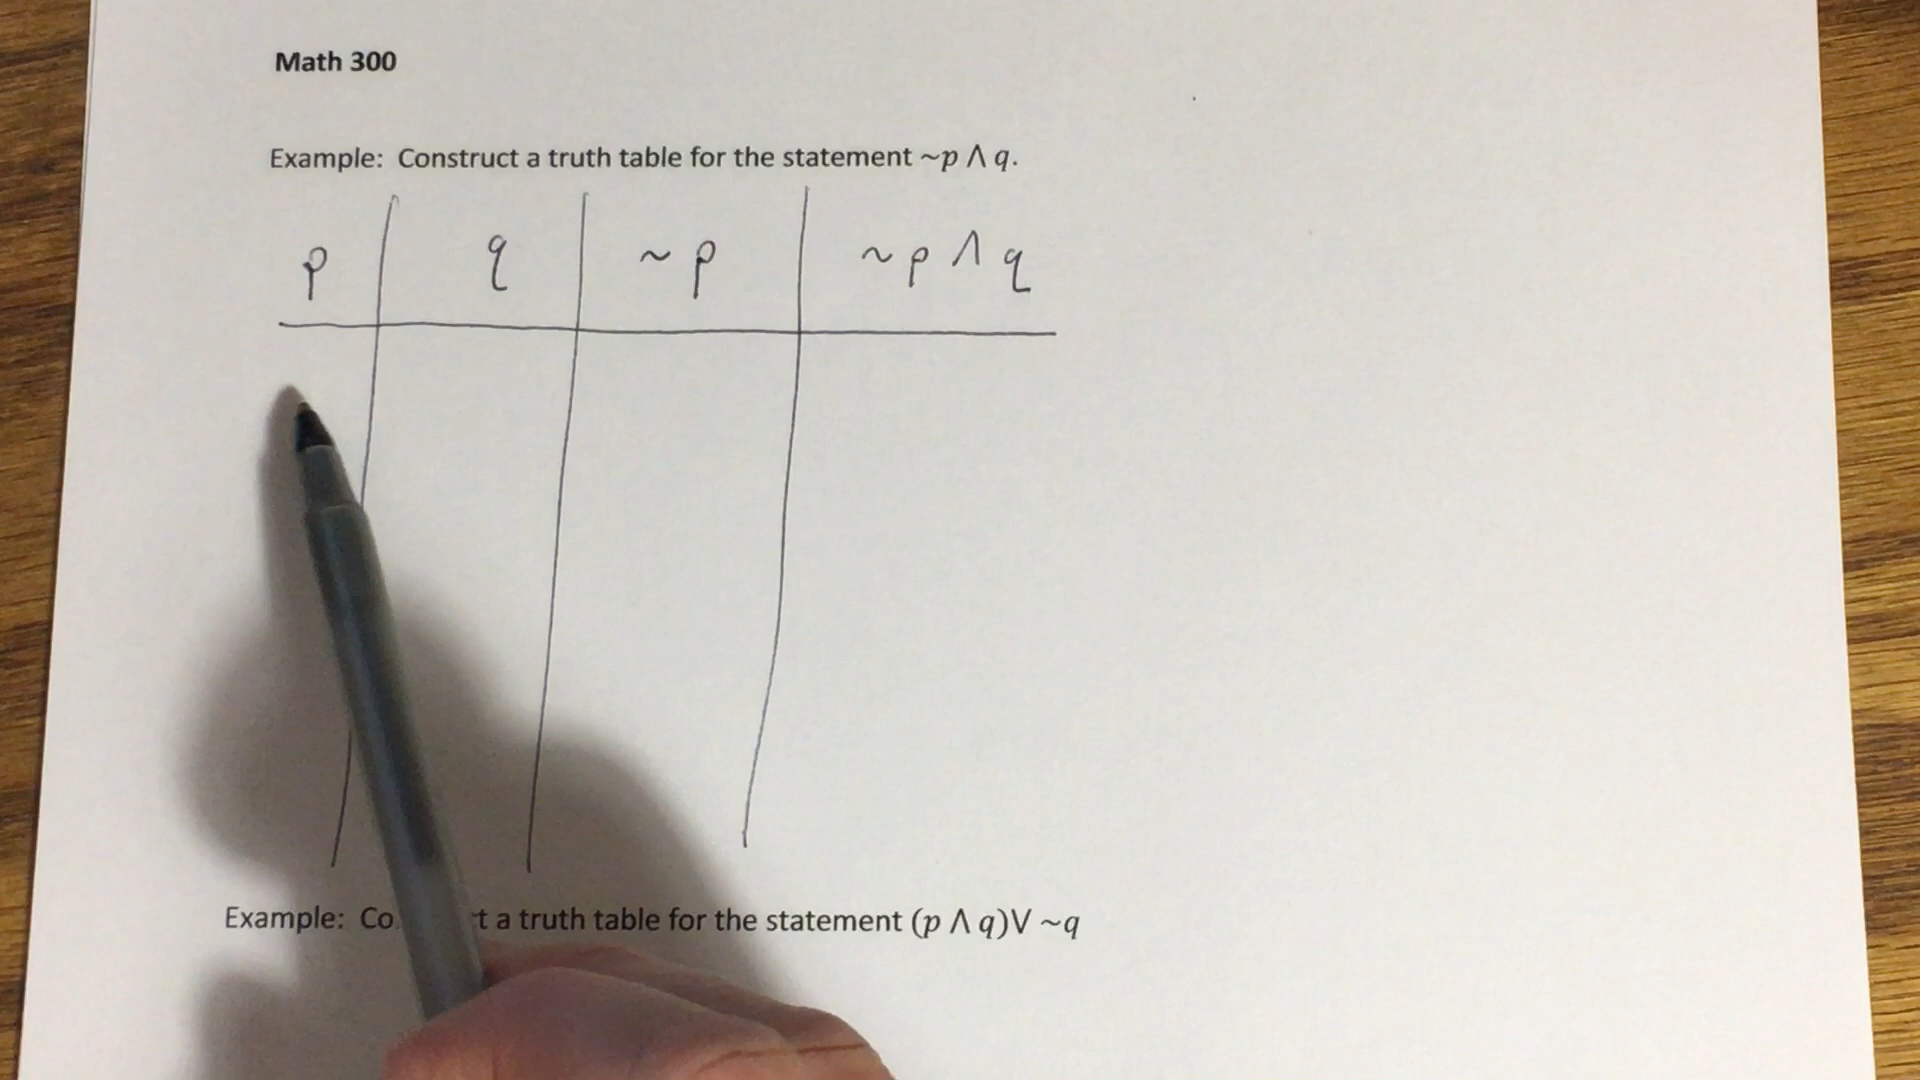 Math 300
Example: Construct a truth table for the statement ~p ∧ q.
p q ~p ~p ∧ q
Example: Co t a truth table for the statement (p ∧ q)∨ ~q